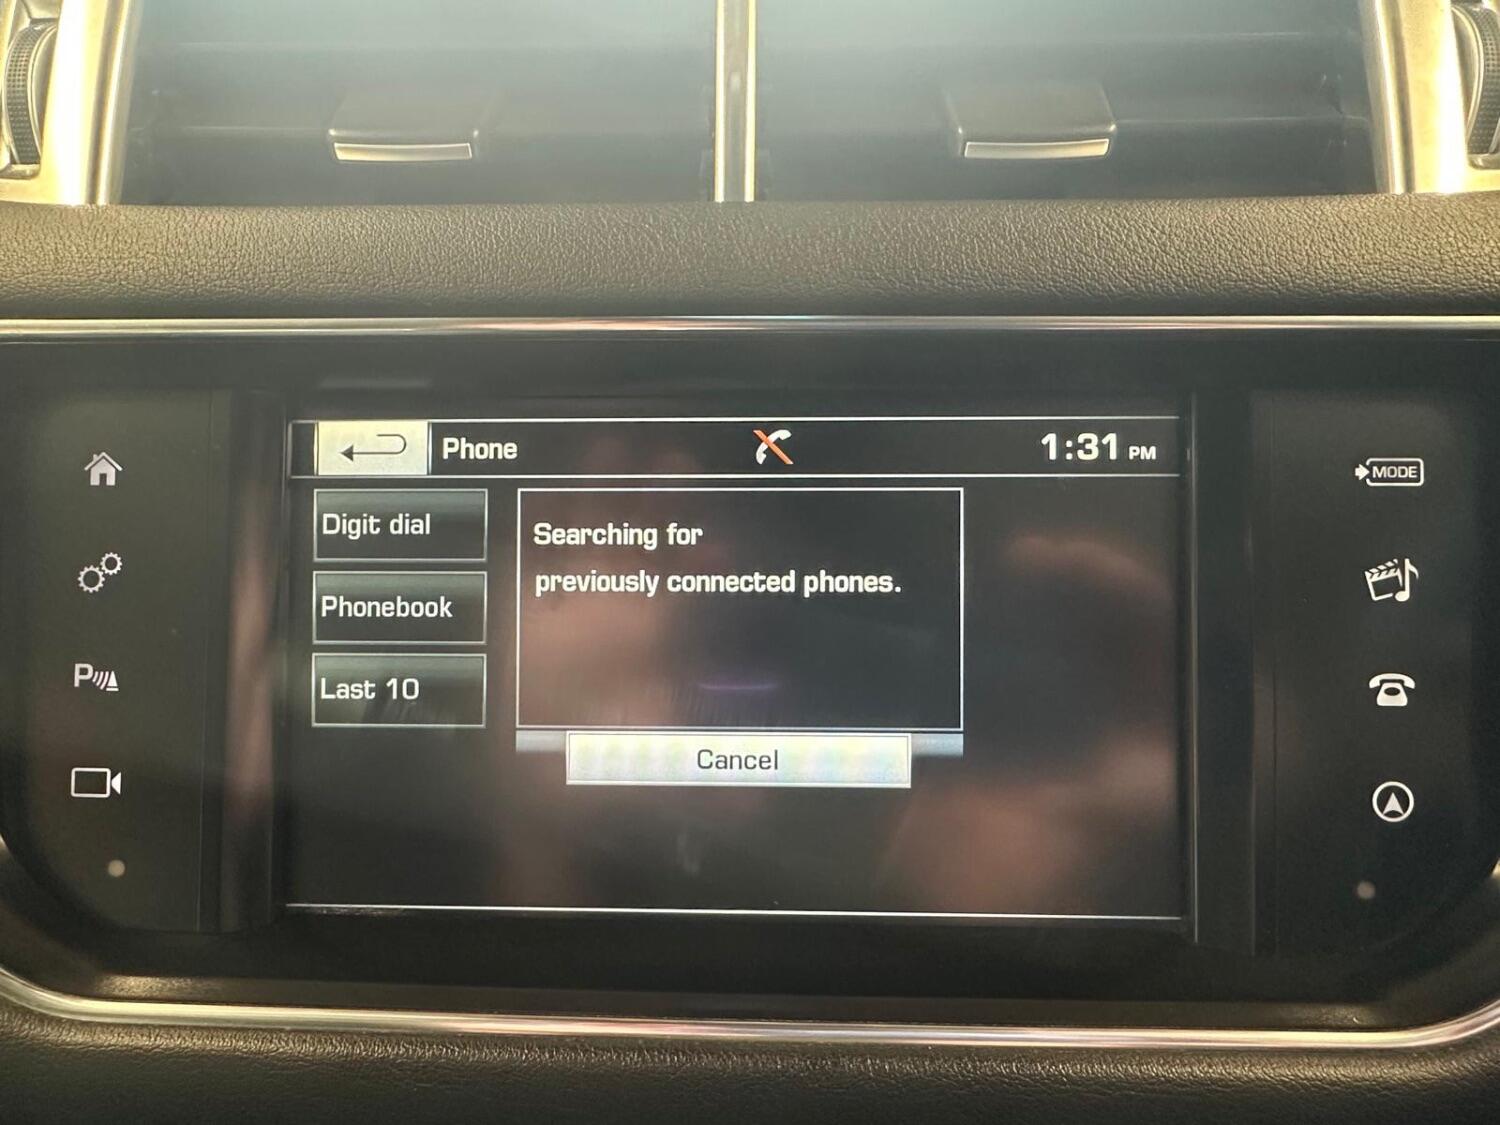 Phone
1:31 PM
MODE
Digit dial
Searching for
previously connected phones.
Phonebook
P
Last 10
Cancel